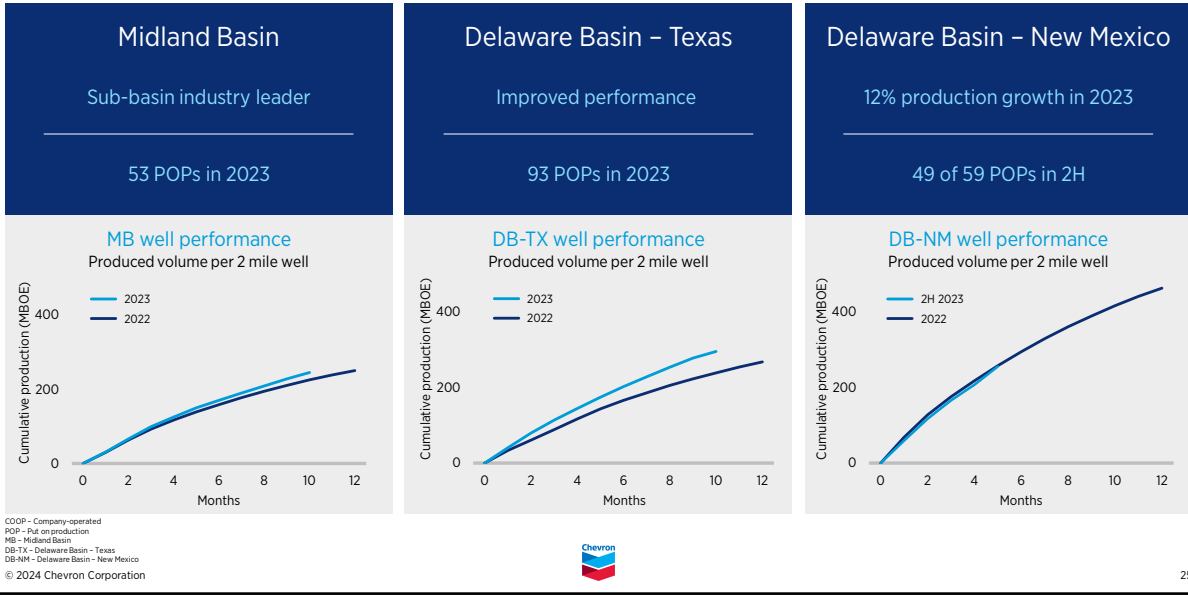 Midland Basin
Sub-basin industry leader
53 POPs in 2023
MB well performance
Produced volume per 2 mile well
Cumulative production (MBOE)
2023
2022
400
200
0
0 2 4 6 8 10 12
Months
Delaware Basin – Texas
Improved performance
93 POPs in 2023
DB-TX well performance
Produced volume per 2 mile well
Cumulative production (MBOE)
2023
2022
400
200
0
0 2 4 6 8 10 12
Months
Delaware Basin – New Mexico
12% production growth in 2023
49 of 59 POPs in 2H
DB-NM well performance
Produced volume per 2 mile well
Cumulative production (MBOE)
2H 2023
2022
400
200
0
0 2 4 6 8 10 12
Months
COOP – Company-operated
POP – Put on production
MB – Midland Basin
DB-TX – Delaware Basin – Texas
DB-NM – Delaware Basin – New Mexico
© 2024 Chevron Corporation
Chevron
25